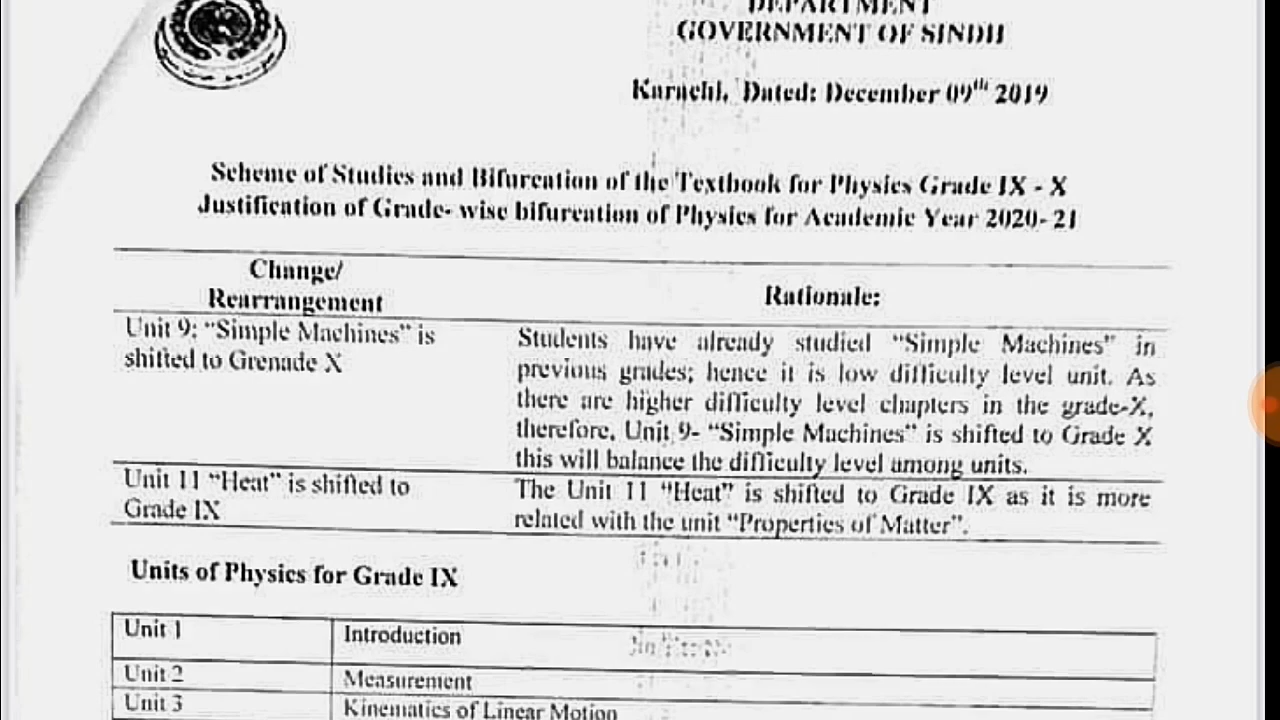 DEPARTMENT
GOVERNMENT OF SINDH
Karachi, Dated: December 09th 2019
Scheme of Studies and Bifurcation of the Textbook for Physics Grade IX - X
Justification of Grade- wise bifurcation of Physics for Academic Year 2020- 21
Change/
Rearrangement
Rationale:
Unit 9: “Simple Machines” is
shifted to Grenade X
Students have already studied “Simple Machines” in
previous grades; hence it is low difficulty level unit. As
there are higher difficulty level chapters in the grade-X,
therefore, Unit 9- “Simple Machines” is shifted to Grade X
this will balance the difficulty level among units.
Unit 11 “Heat” is shifted to
Grade IX
The Unit 11 “Heat” is shifted to Grade IX as it is more
related with the unit “Properties of Matter”.
Units of Physics for Grade IX
Unit 1 Introduction
Unit 2 Measurement
Unit 3 Kinematics of Linear Motion